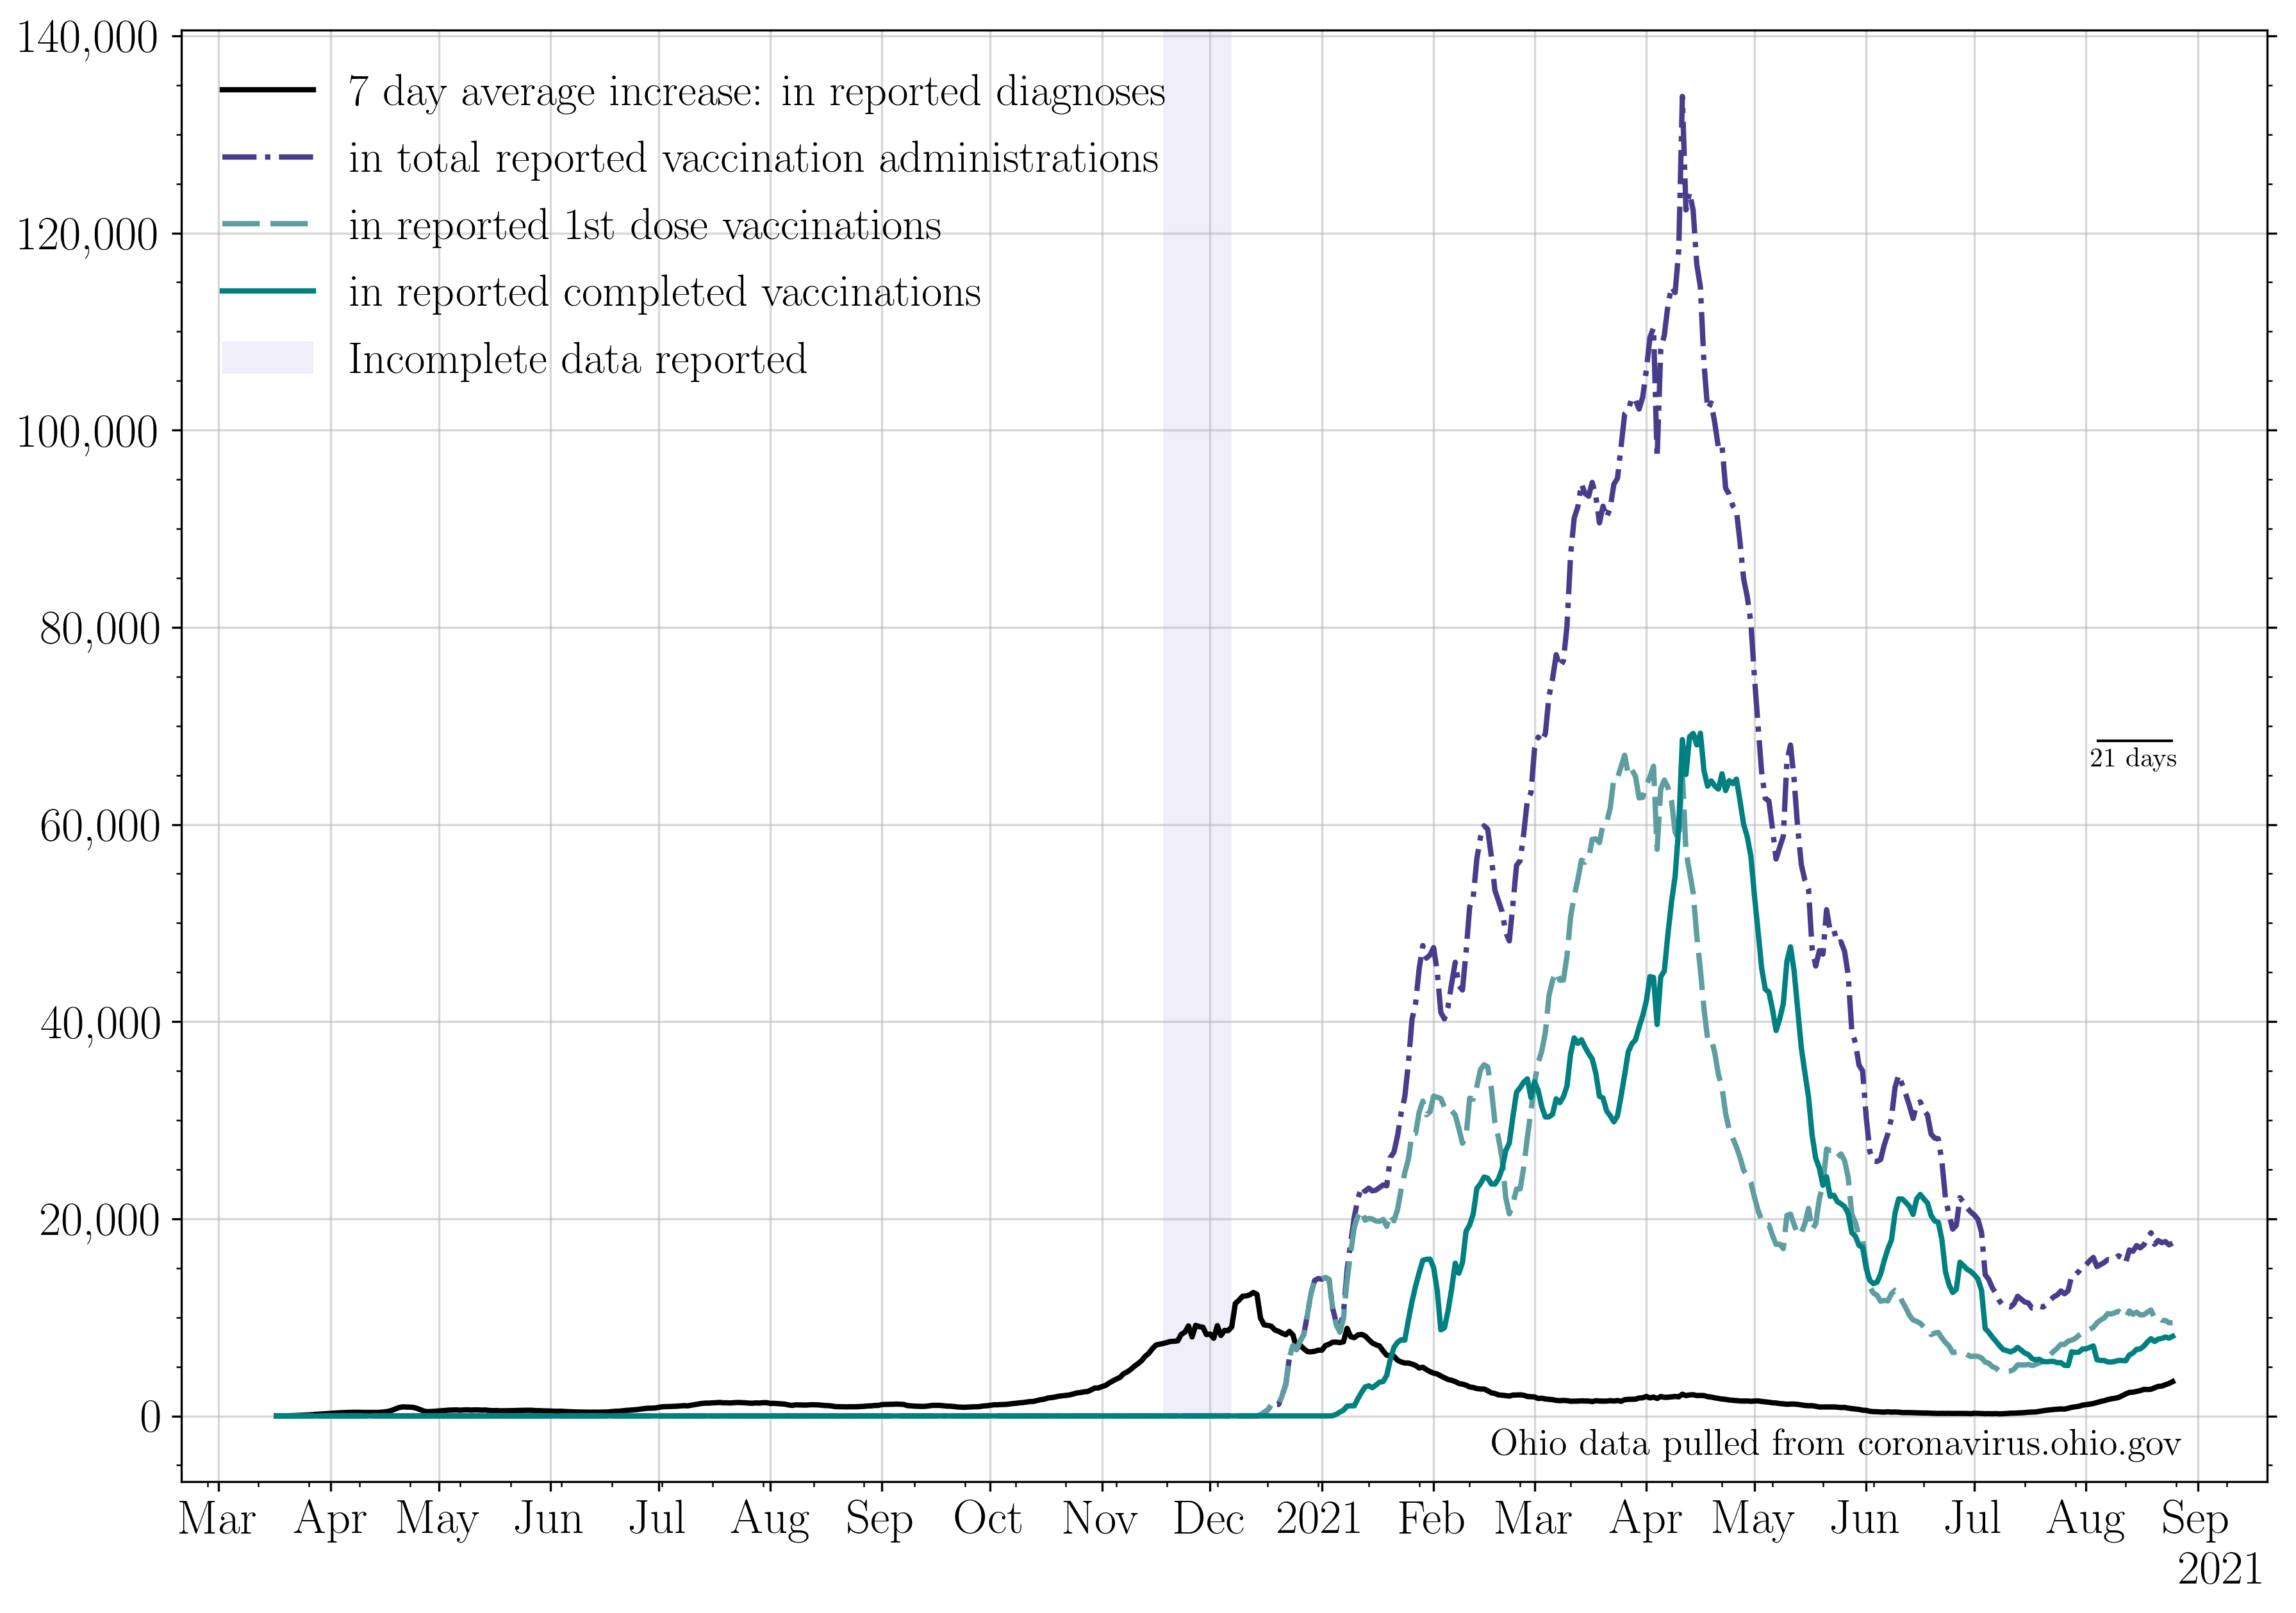 140,000
7 day average increase: in reported diagnoses
in total reported vaccination administrations
120,000
in reported 1st dose vaccinations
in reported completed vaccinations
Incomplete data reported
100,000
80,000
21 days
60,000
40,000
20,000
0
Ohio data pulled from coronavirus.ohio.gov
Mar Apr May Jun Jul Aug Sep Oct Nov Dec 2021 Feb Mar Apr May Jun Jul Aug Sep
2021